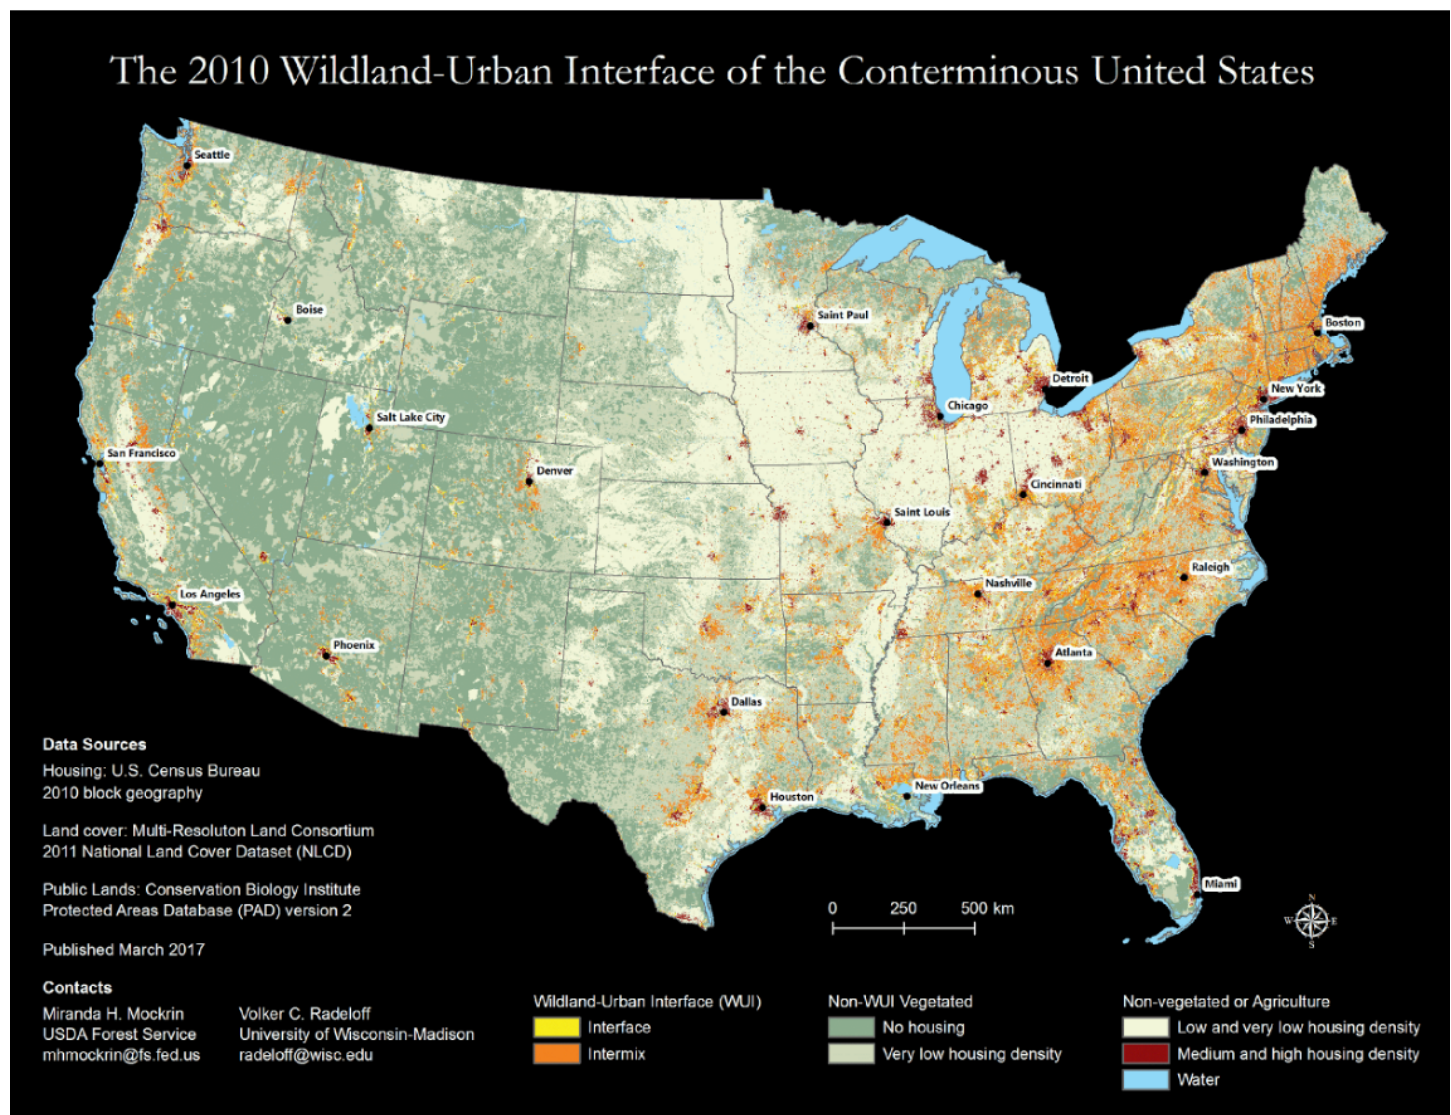 The 2010 Wildland-Urban Interface of the Conterminous United States
Seattle
Boise
Saint Paul
Boston
Detroit
New York
Chicago
Salt Lake City
Philadelphia
San Francisco
Denver
Washington
Cincinnati
Saint Louis
Raleigh
Nashville
Los Angeles
Phoenix
Atlanta
Dallas
New Orleans
Houston
Miami
Data Sources
Housing: U.S. Census Bureau
2010 block geography
Land cover: Multi-Resoluton Land Consortium
2011 National Land Cover Dataset (NLCD)
Public Lands: Conservation Biology Institute
Protected Areas Database (PAD) version 2
Published March 2017
Contacts
Miranda H. Mockrin
USDA Forest Service
mhmockrin@fs.fed.us
Volker C. Radeloff
University of Wisconsin-Madison
radeloff@wisc.edu
0 250 500 km
N
W E
S
Wildland-Urban Interface (WUI)
Interface
Intermix
Non-WUI Vegetated
No housing
Very low housing density
Non-vegetated or Agriculture
Low and very low housing density
Medium and high housing density
Water